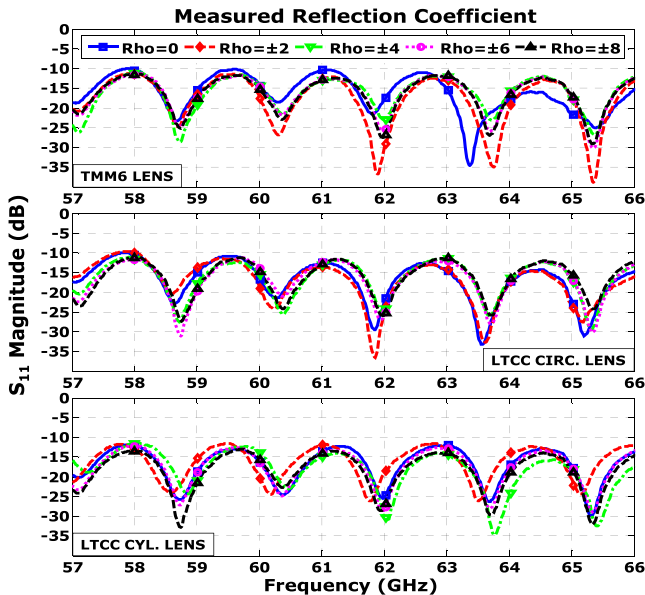 Measured Reflection Coefficient
0
-5
-10
-15
-20
-25
-30
-35
Rho=0 Rho=±2 Rho=±4 Rho=±6 Rho=±8
TMM6 LENS
57 58 59 60 61 62 63 64 65 66
S11 Magnitude (dB)
0
-5
-10
-15
-20
-25
-30
-35
LTCC CIRC. LENS
57 58 59 60 61 62 63 64 65 66
0
-5
-10
-15
-20
-25
-30
-35
LTCC CYL. LENS
57 58 59 60 61 62 63 64 65 66
Frequency (GHz)